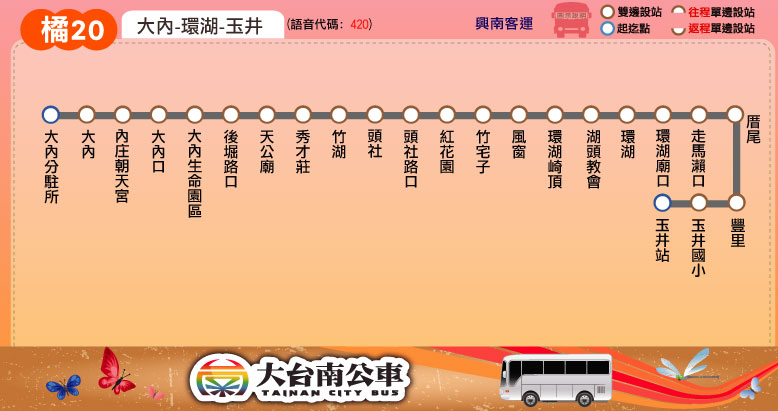 橘20
大內-環湖-玉井
(語音代碼: 420)
興南客運
雙邊設站
往程單邊設站
起迄點
返程單邊設站
大內分駐所
大內
內庄朝天宮
大內口
大內生命園區
後堀路口
天公廟
秀才莊
竹湖
頭社
頭社路口
紅花園
竹宅子
風窗
環湖崎頂
湖頭教會
環湖
環湖廟口
走馬瀨口
厝尾
豐里
玉井國小
玉井站
大台南公車
TAINAN CITY BUS